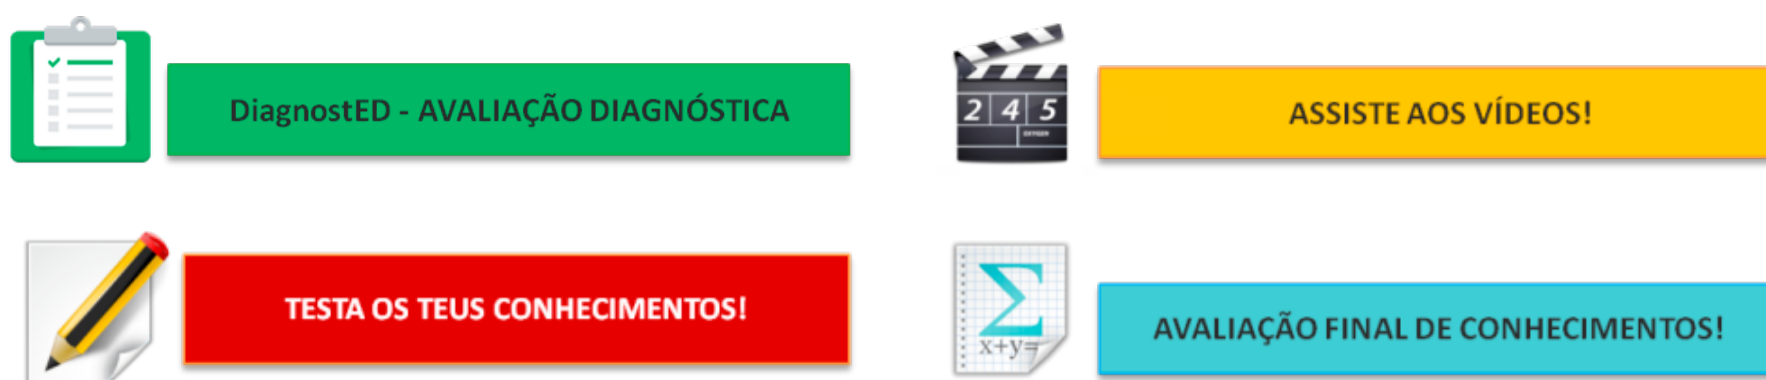 DiagnostED - AVALIAÇÃO DIAGNÓSTICA
ASSISTE AOS VÍDEOS!
2 4 5
TESTA OS TEUS CONHECIMENTOS!
Σ
x+y=
AVALIAÇÃO FINAL DE CONHECIMENTOS!